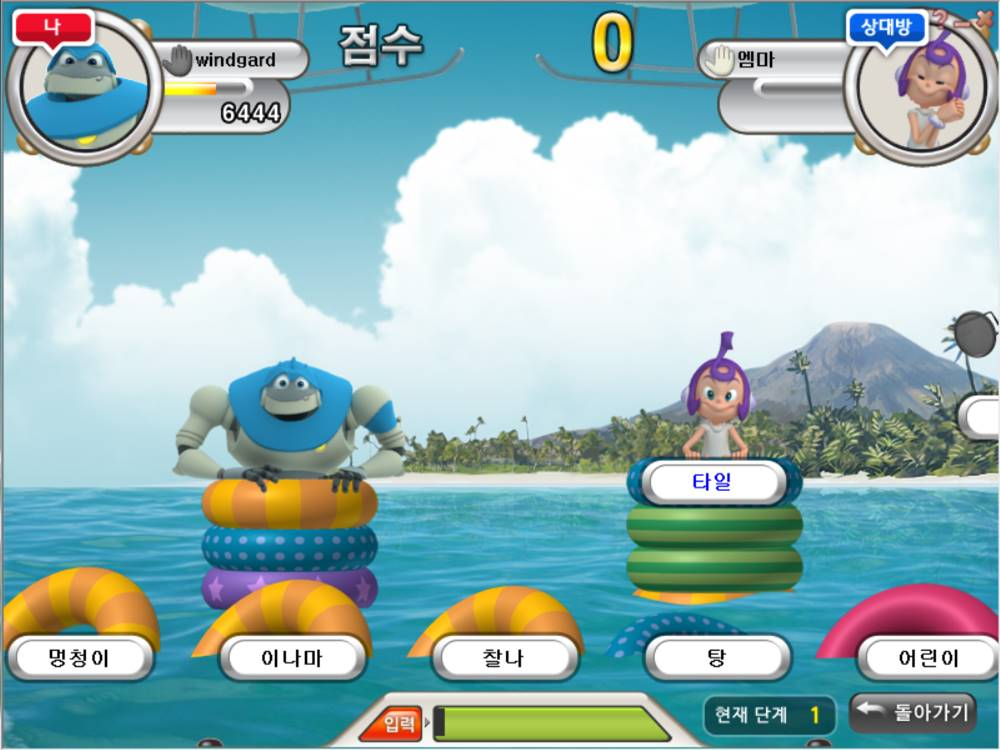 나
점수
0
상대방
windgard
엠마
6444
타일
멍청이
이나마
찰나
탕
어린이
입력
현재 단계 1
돌아가기